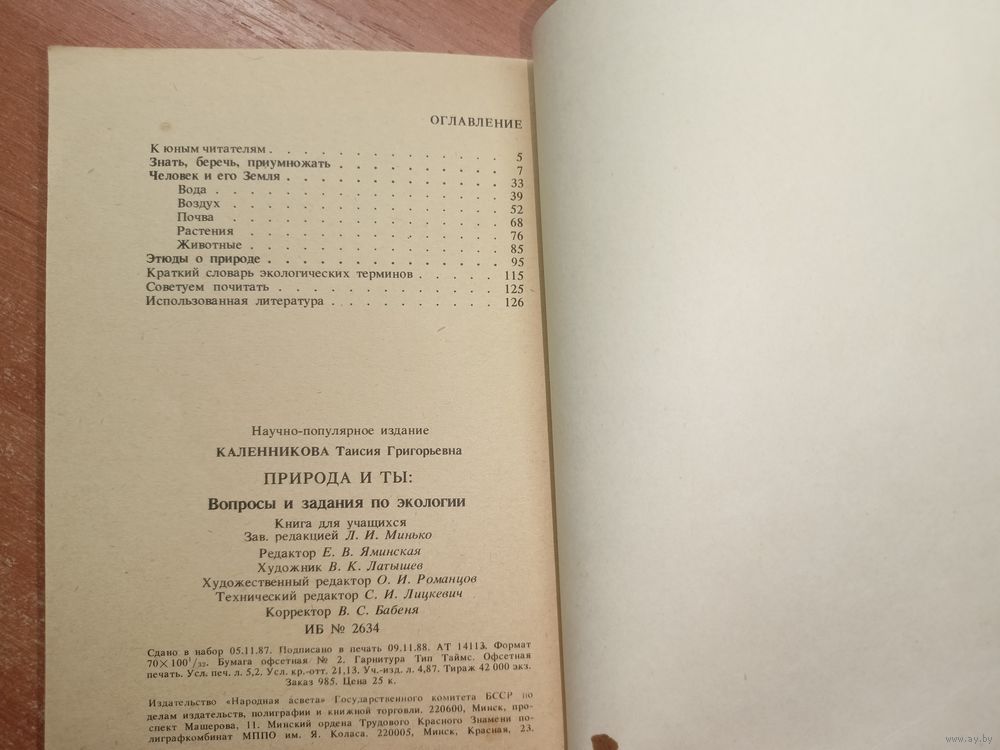 ОГЛАВЛЕНИЕ
К юным читателям . . . . . . . . . . . . . 5
Знать, беречь, приумножать . . . . . . . . . . 7
Человек и его Земля . . . . . . . . . . . . 33
Вода . . . . . . . . . . . . . . . 39
Воздух . . . . . . . . . . . . . . 52
Почва . . . . . . . . . . . . . . 68
Растения . . . . . . . . . . . . . 76
Животные . . . . . . . . . . . . . 85
Этюды о природе . . . . . . . . . . . . . 95
Краткий словарь экологических терминов . . . . . . 115
Советуем почитать . . . . . . . . . . . . 125
Использованная литература . . . . . . . . . . 126
Научно-популярное издание
КАЛЕННИКОВА Таисия Григорьевна
ПРИРОДА И ТЫ:
Вопросы и задания по экологии
Книга для учащихся
Зав. редакцией Л. И. Минько
Редактор Е. В. Яминская
Художник В. К. Латышев
Художественный редактор О. И. Романцов
Технический редактор С. И. Лицкевич
Корректор В. С. Бабеня
ИБ № 2634
Сдано в набор 05.11.87. Подписано в печать 09.11.88. АТ 14113. Формат
70×100¹/₃₂. Бумага офсетная № 2. Гарнитура Тип Таймс. Офсетная
печать. Усл. печ. л. 5,2. Усл. кр.-отт. 21,13. Уч.-изд. л. 4,87. Тираж 42 000 экз.
Заказ 985. Цена 25 к.
Издательство «Народная асвета» Государственного комитета БССР по
делам издательств, полиграфии и книжной торговли. 220600, Минск, про-
спект Машерова, 11. Минский ордена Трудового Красного Знамени по-
лиграфкомбинат МППО им. Я. Коласа. 220005, Минск, Красная, 23.
www.ay.by